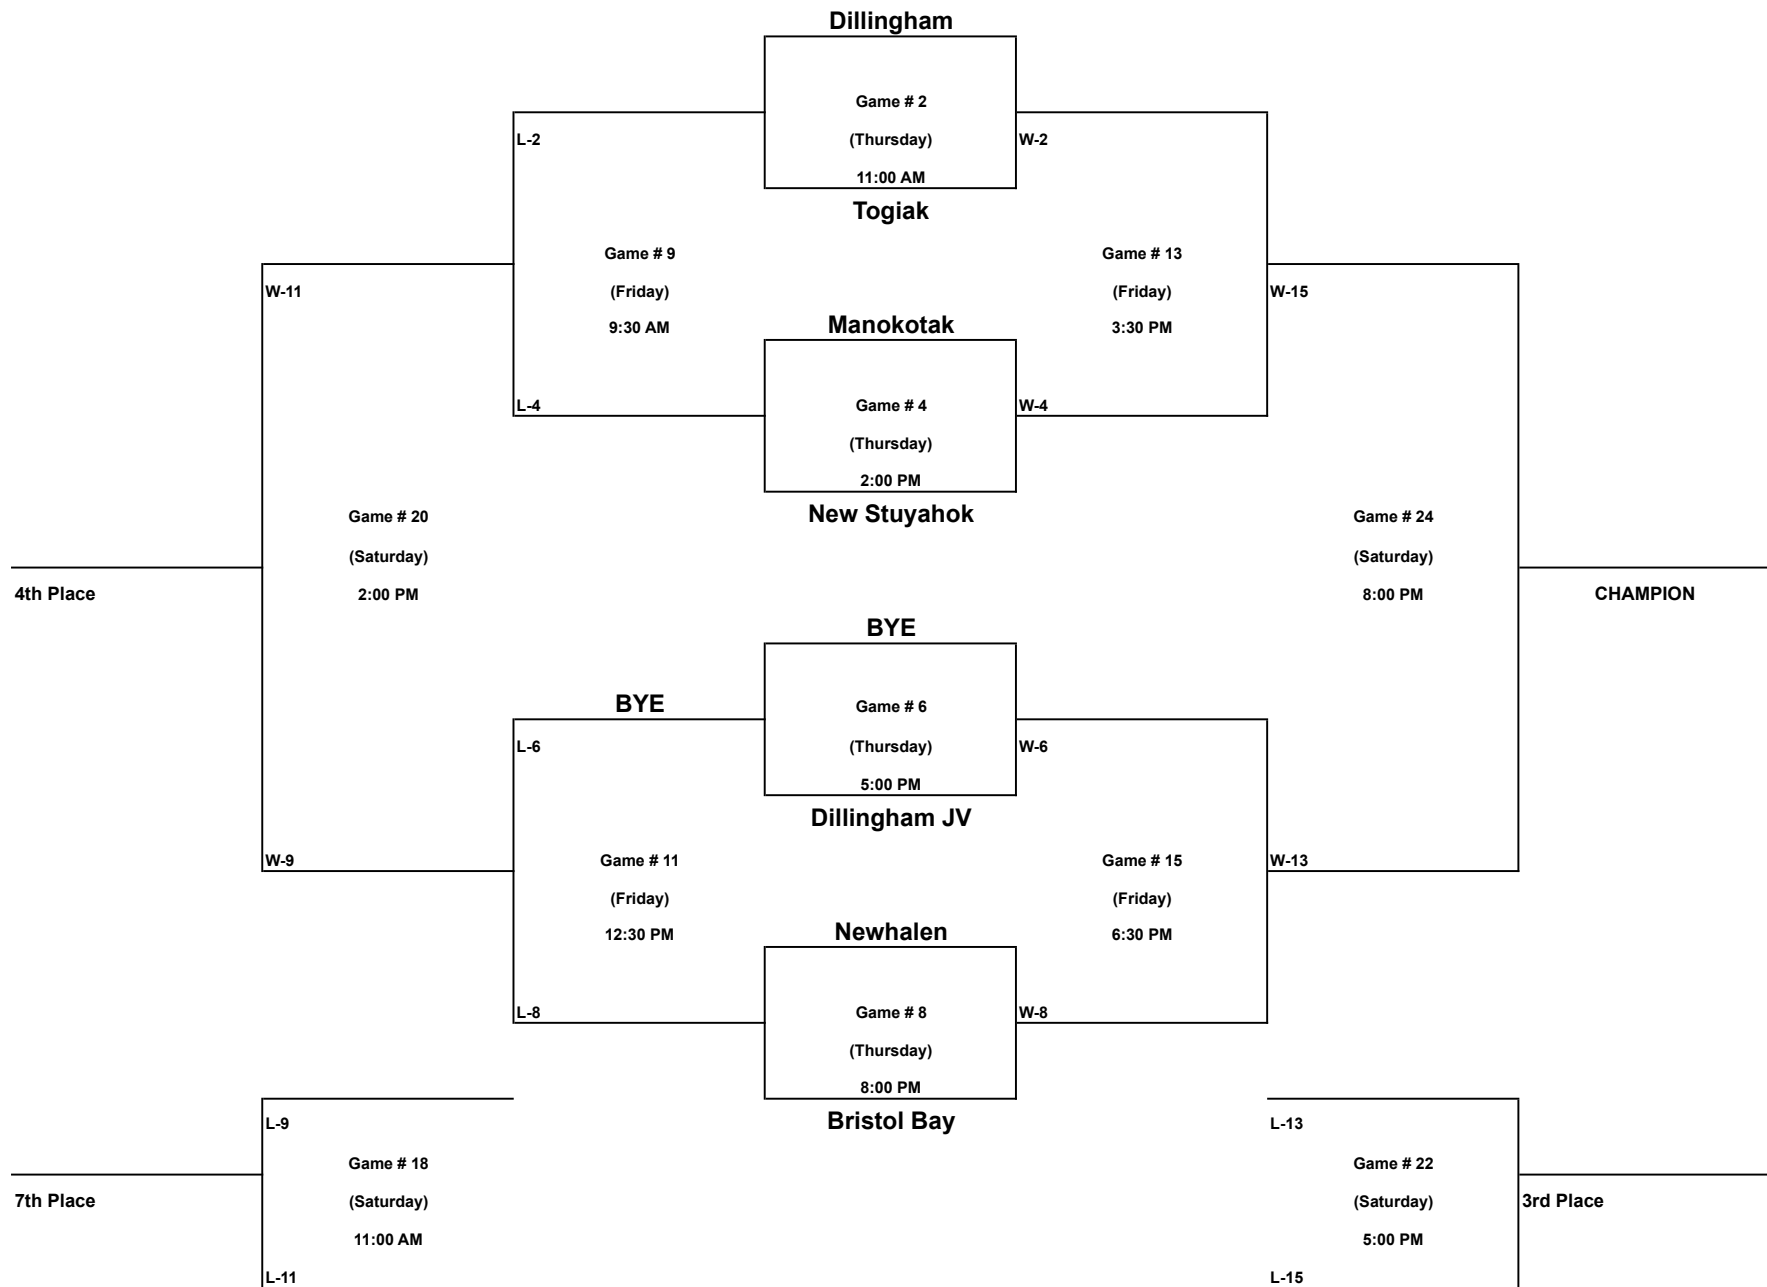 Dillingham
Game # 2
L-2
(Thursday)
W-2
11:00 AM
Togiak
Game # 9
Game # 13
W-11
(Friday)
(Friday)
W-15
9:30 AM
Manokotak
3:30 PM
L-4
Game # 4
W-4
(Thursday)
2:00 PM
New Stuyahok
Game # 20
Game # 24
(Saturday)
(Saturday)
4th Place
2:00 PM
8:00 PM
CHAMPION
BYE
BYE
Game # 6
L-6
(Thursday)
W-6
5:00 PM
Dillingham JV
W-9
Game # 11
Game # 15
W-13
(Friday)
(Friday)
12:30 PM
Newhalen
6:30 PM
L-8
Game # 8
W-8
(Thursday)
8:00 PM
Bristol Bay
L-9
L-13
Game # 18
Game # 22
7th Place
(Saturday)
(Saturday)
3rd Place
11:00 AM
5:00 PM
L-11
L-15